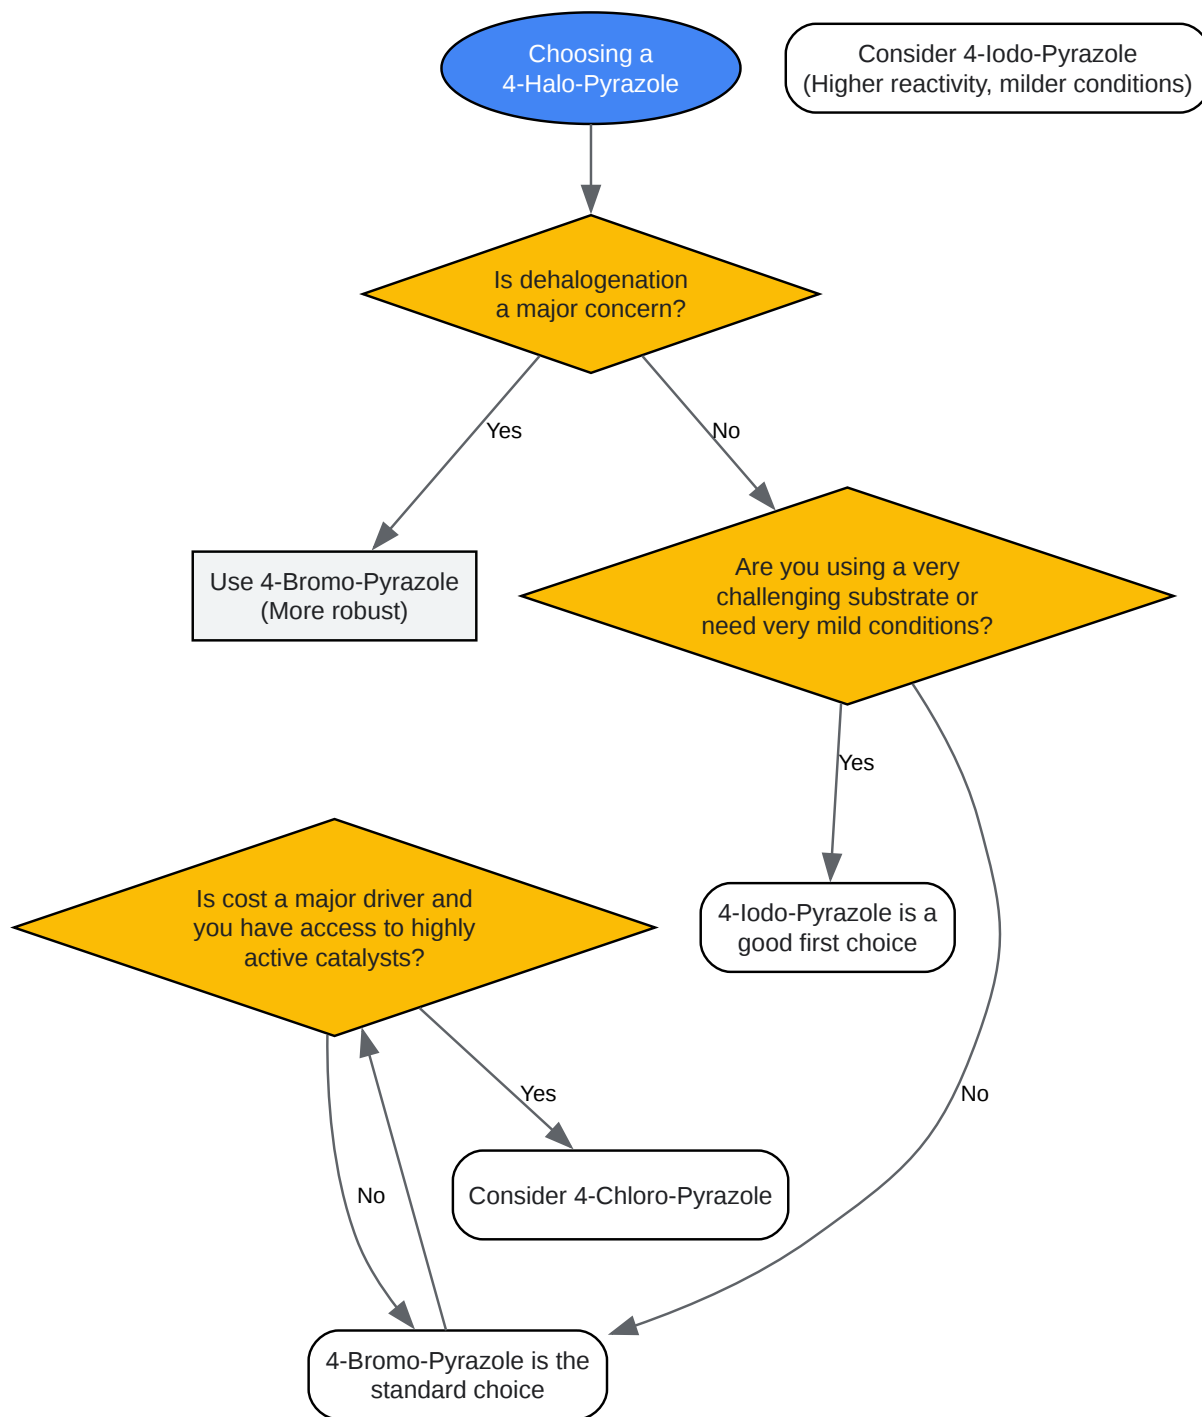 Choosing a
4-Halo-Pyrazole
Consider 4-Iodo-Pyrazole
(Higher reactivity, milder conditions)
Is dehalogenation
a major concern?
Yes
No
Use 4-Bromo-Pyrazole
(More robust)
Are you using a very
challenging substrate or
need very mild conditions?
Yes
No
4-Iodo-Pyrazole is a
good first choice
Is cost a major driver and
you have access to highly
active catalysts?
Yes
No
Consider 4-Chloro-Pyrazole
4-Bromo-Pyrazole is the
standard choice